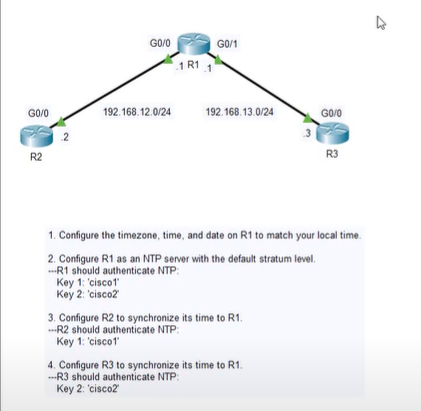 G0/0
G0/1
.1 R1 .1
G0/0
192.168.12.0/24
192.168.13.0/24
G0/0
.2
.3
R2
R3
1. Configure the timezone, time, and date on R1 to match your local time.
2. Configure R1 as an NTP server with the default stratum level.
---R1 should authenticate NTP:
Key 1: 'cisco1'
Key 2: 'cisco2'
3. Configure R2 to synchronize its time to R1.
---R2 should authenticate NTP:
Key 1: 'cisco1'
4. Configure R3 to synchronize its time to R1.
---R3 should authenticate NTP:
Key 2: 'cisco2'